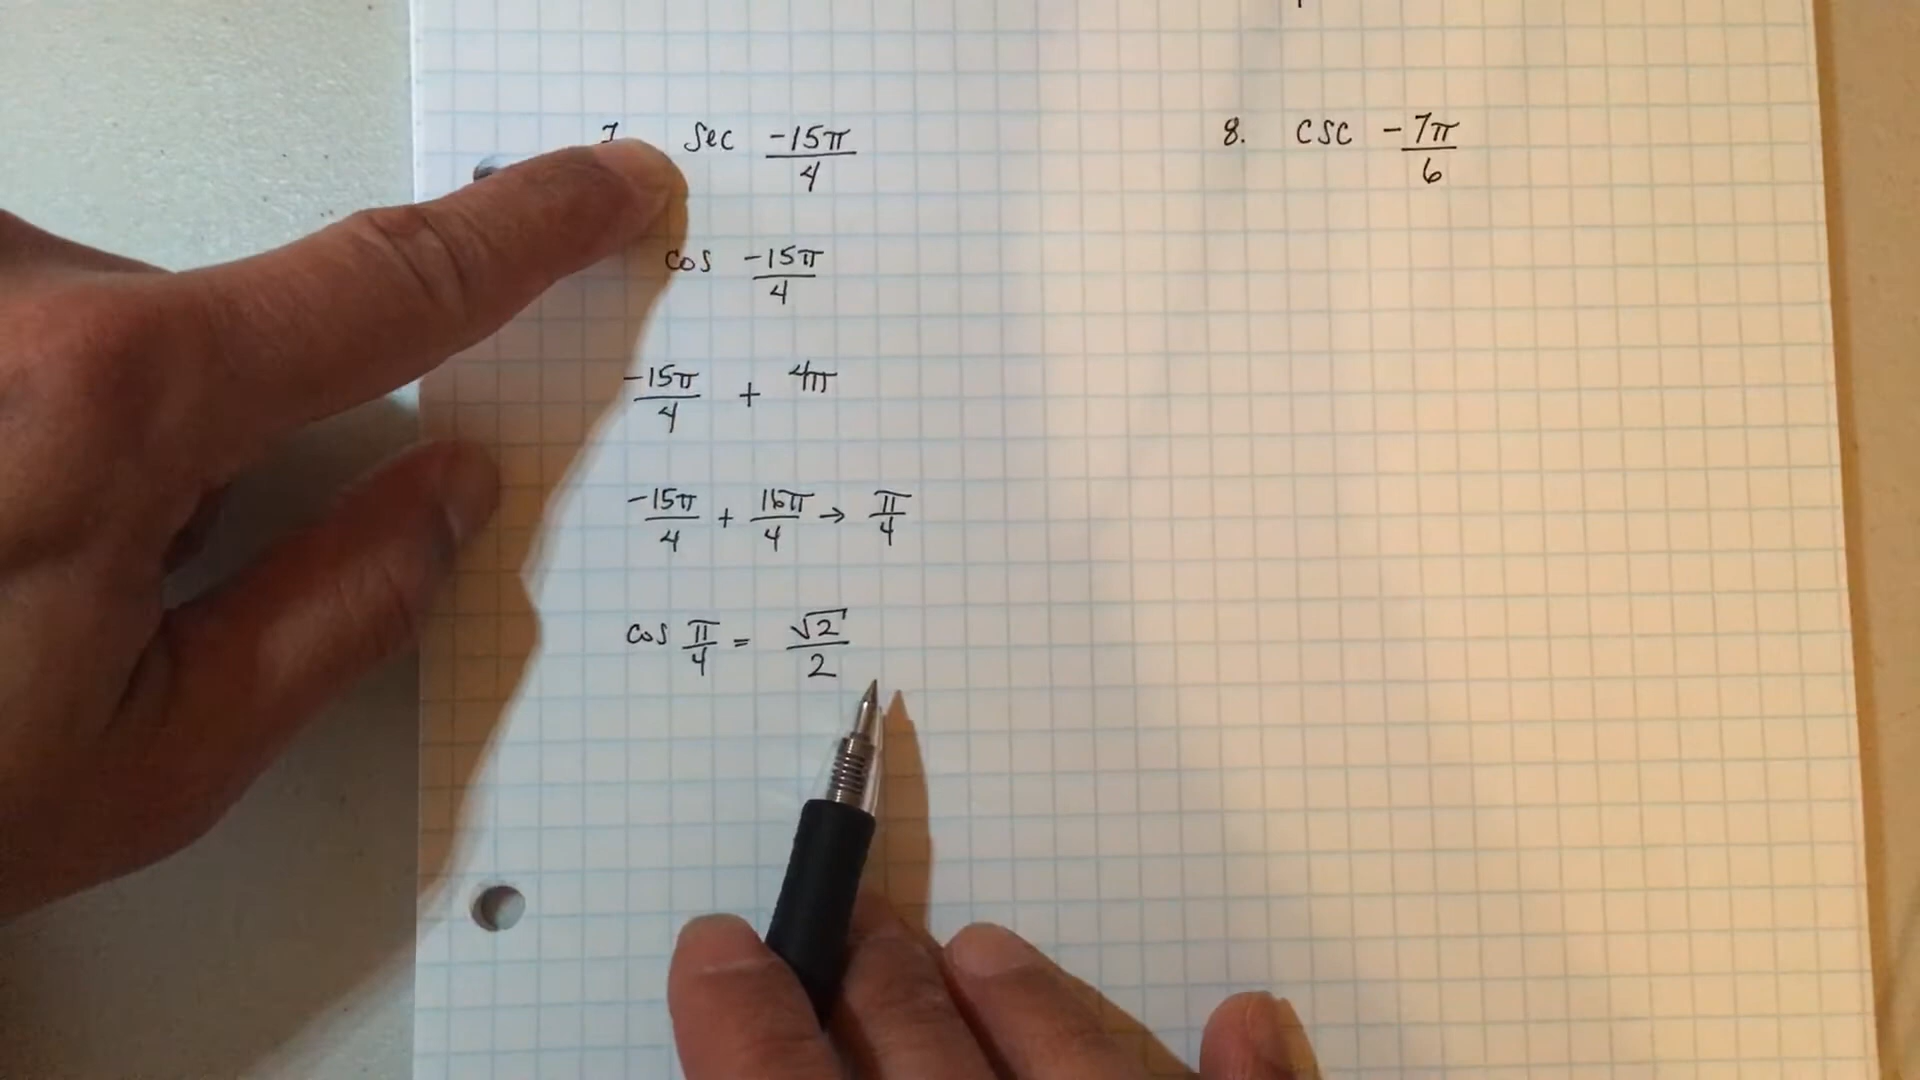 7. sec -15π/4
cos -15π/4
-15π/4 + 4π
-15π/4 + 16π/4 → π/4
cos π/4 = √2/2
8. csc -7π/6